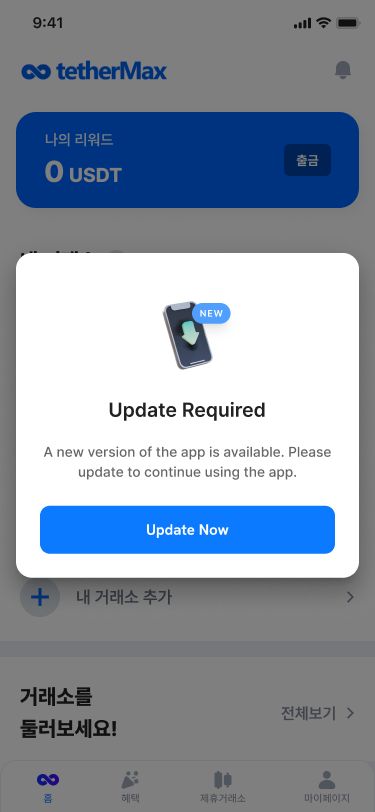 9:41
tetherMax
나의 리워드
0 USDT
출금
NEW
Update Required
A new version of the app is available. Please
update to continue using the app.
Update Now
내 거래소 추가
거래소를
둘러보세요!
전체보기
홈
혜택
제휴거래소
마이페이지